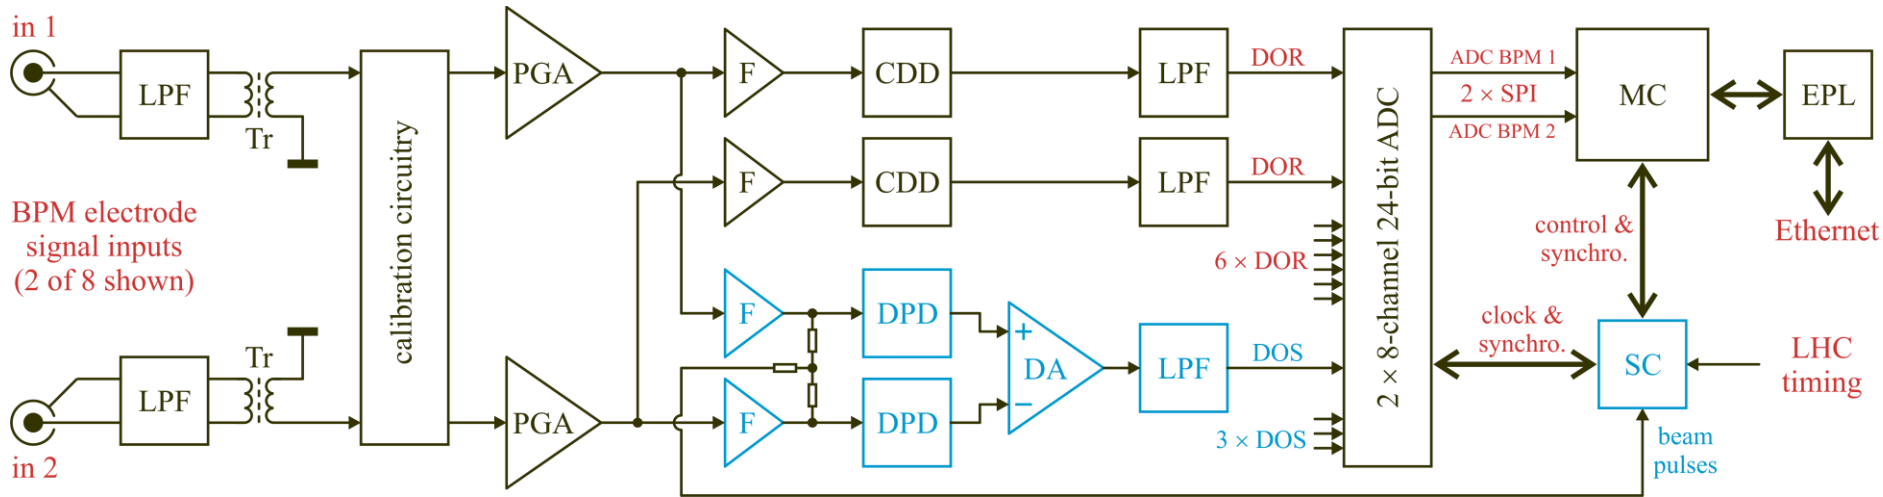 in 1
LPF
Tr
BPM electrode
signal inputs
(2 of 8 shown)
Tr
LPF
in 2
calibration circuitry
PGA
PGA
F
CDD
LPF
DOR
F
CDD
LPF
DOR
6 × DOR
F
DPD
+
DA
−
LPF
DOS
F
DPD
3 × DOS
2 × 8-channel 24-bit ADC
ADC BPM 1
2 × SPI
ADC BPM 2
MC
EPL
Ethernet
control &
synchro.
clock &
synchro.
SC
LHC
timing
beam
pulses